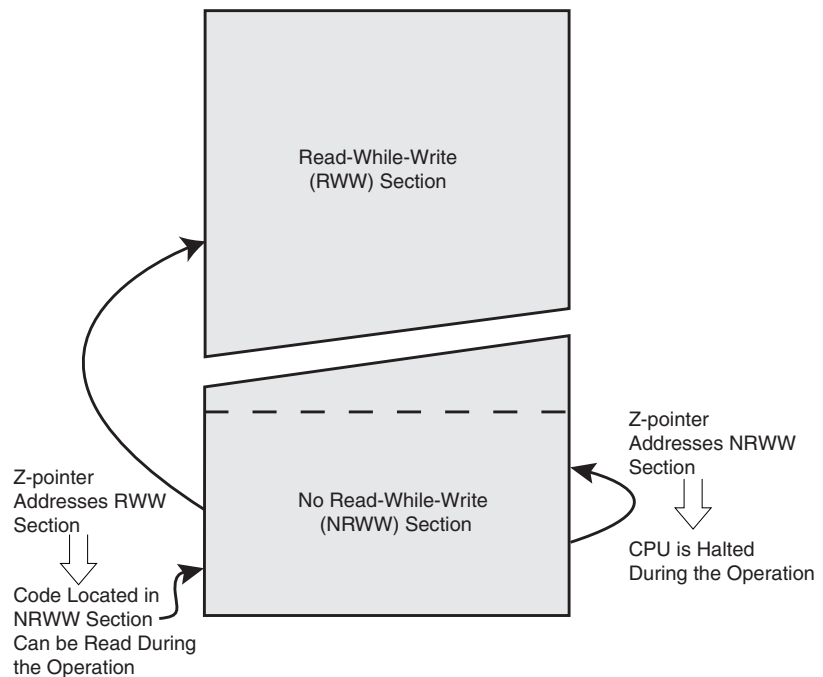 Read-While-Write
(RWW) Section
Z-pointer
Addresses NRWW
Section
No Read-While-Write
(NRWW) Section
CPU is Halted
During the Operation
Z-pointer
Addresses RWW
Section
Code Located in
NRWW Section
Can be Read During
the Operation